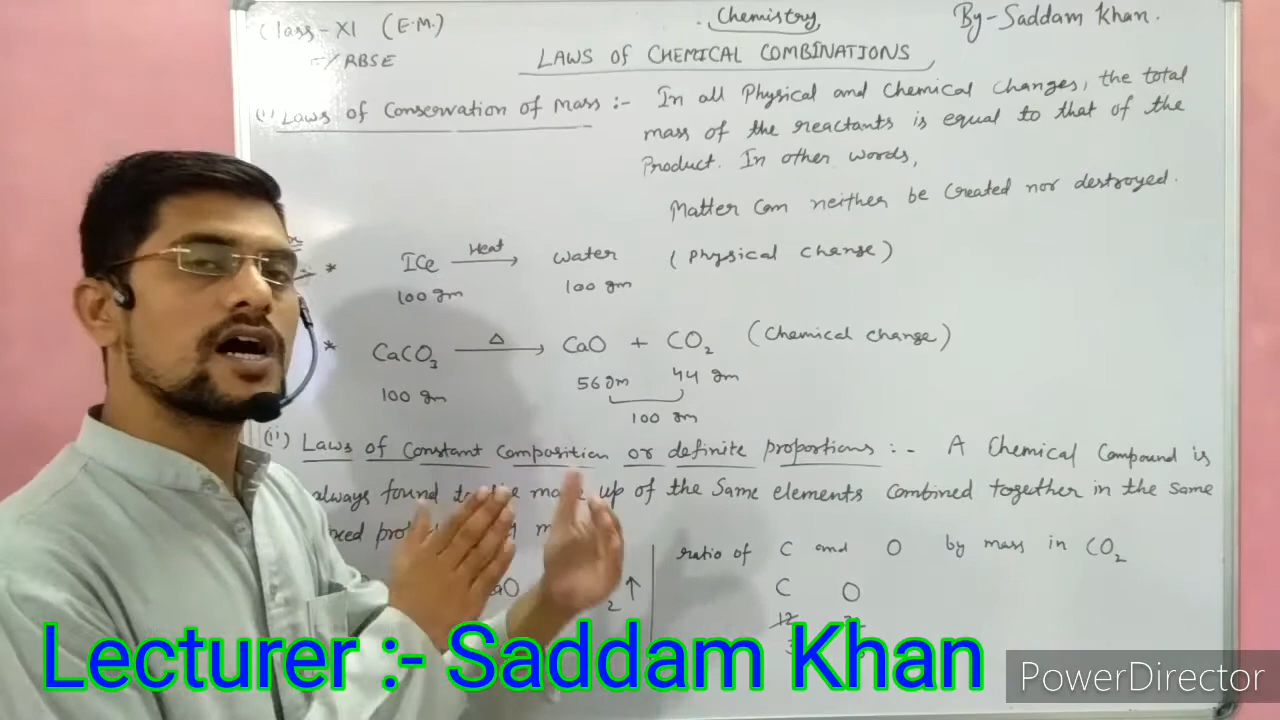 Chemistry
Class-XI (E.M.)
By-Saddam Khan.
RBSE
LAWS OF CHEMICAL COMBINATIONS
(i) Laws of Conservation of Mass :- In all Physical and Chemical changes, the total
mass of the reactants is equal to that of the
Product. In other words,
Matter can neither be created nor destroyed.
* Ice Heat → water (Physical change)
100 gm 100 gm
* CaCO₃ Δ → CaO + CO₂ (Chemical change)
100 gm 56 gm 44 gm
100 gm
(ii) Laws of Constant composition or definite proportions :- A Chemical Compound is
always found up of the Same elements combined together in the same
ratio of C and O by mass in CO₂
2 ↑ C O
12
Lecturer :- Saddam Khan
PowerDirector